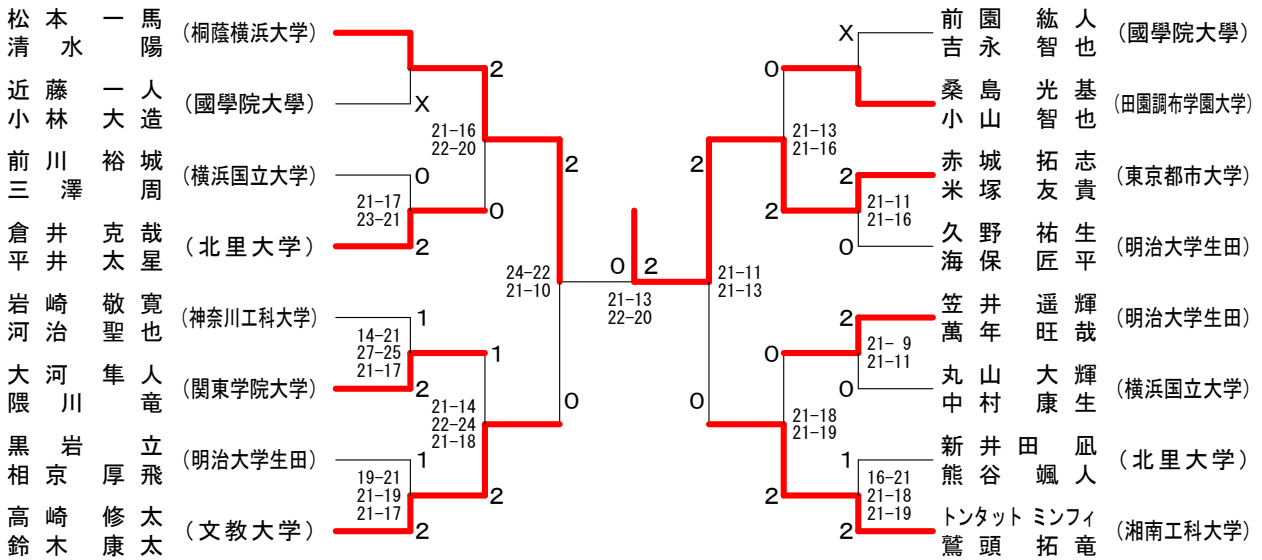 松本 一馬
清水 陽
(桐蔭横浜大学)
2
近藤 一人
小林 大造
(國學院大學)
X
21-16
22-20
2
前川 裕城
三澤 周
(横浜国立大学)
0
21-17
23-21
0
倉井 克哉
平井 太星
(北里大学)
2
24-22
21-10
岩崎 敬寛
河治 聖也
(神奈川工科大学)
1
14-21
27-25
21-17
1
大河 隼人
隈川 竜
(関東学院大学)
2
21-14
22-24
21-18
0
黒岩 立
相京 厚飛
(明治大学生田)
1
19-21
21-19
21-17
2
高崎 修太
鈴木 康太
(文教大学)
2
0 2
21-13
22-20
前園 紘人
吉永 智也
(國學院大學)
X
0
桑島 光基
小山 智也
(田園調布学園大学)
21-13
21-16
2
赤城 拓志
米塚 友貴
(東京都市大学)
2
21-11
21-16
2
久野 祐生
海保 匠平
(明治大学生田)
0
21-11
21-13
笠井 遥輝
萬年 旺哉
(明治大学生田)
2
21- 9
21-11
0
丸山 大輝
中村 康生
(横浜国立大学)
0
21-18
21-19
0
新井田 凪
熊谷 颯人
(北里大学)
1
16-21
21-18
21-19
2
トンタット ミンフィ
鷲頭 拓竜
(湘南工科大学)
2